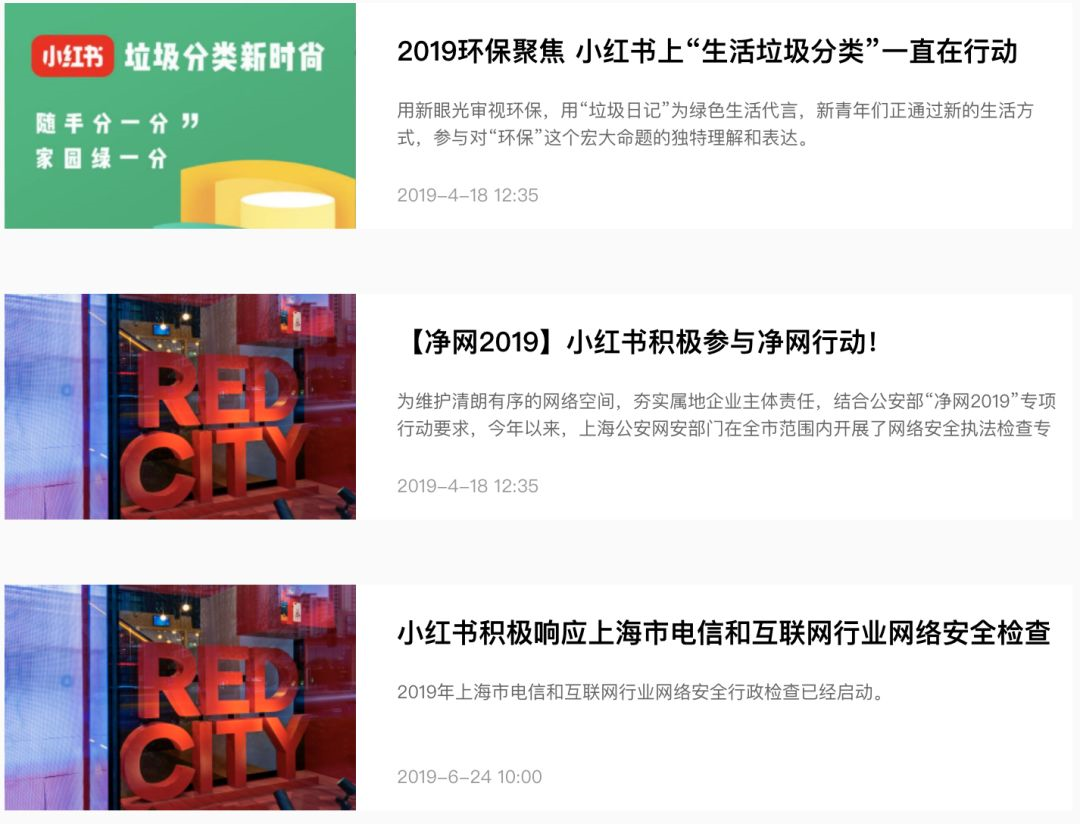 小红书 垃圾分类新时尚
随手分一分”
家园绿一分
2019环保聚焦 小红书上“生活垃圾分类”一直在行动
用新眼光审视环保，用“垃圾日记”为绿色生活代言，新青年们正通过新的生活方
式，参与对“环保”这个宏大命题的独特理解和表达。
2019-4-18 12:35
RED
CITY
【净网2019】小红书积极参与净网行动！
为维护清朗有序的网络空间，夯实属地企业主体责任，结合公安部“净网2019”专项
行动要求，今年以来，上海公安网安部门在全市范围内开展了网络安全执法检查专
2019-4-18 12:35
RED
CITY
小红书积极响应上海市电信和互联网行业网络安全检查
2019年上海市电信和互联网行业网络安全行政检查已经启动。
2019-6-24 10:00